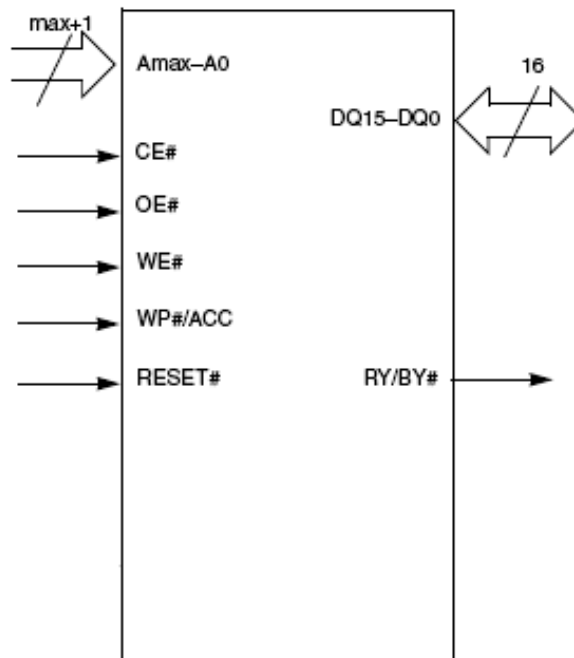 max+1
Amax–A0
16
DQ15–DQ0
CE#
OE#
WE#
WP#/ACC
RESET#
RY/BY#